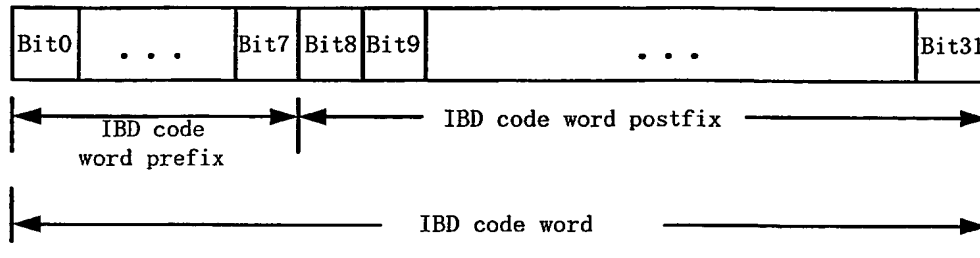 Bit0 ... Bit7 Bit8 Bit9 ... Bit31
IBD code
word prefix
IBD code word postfix
IBD code word